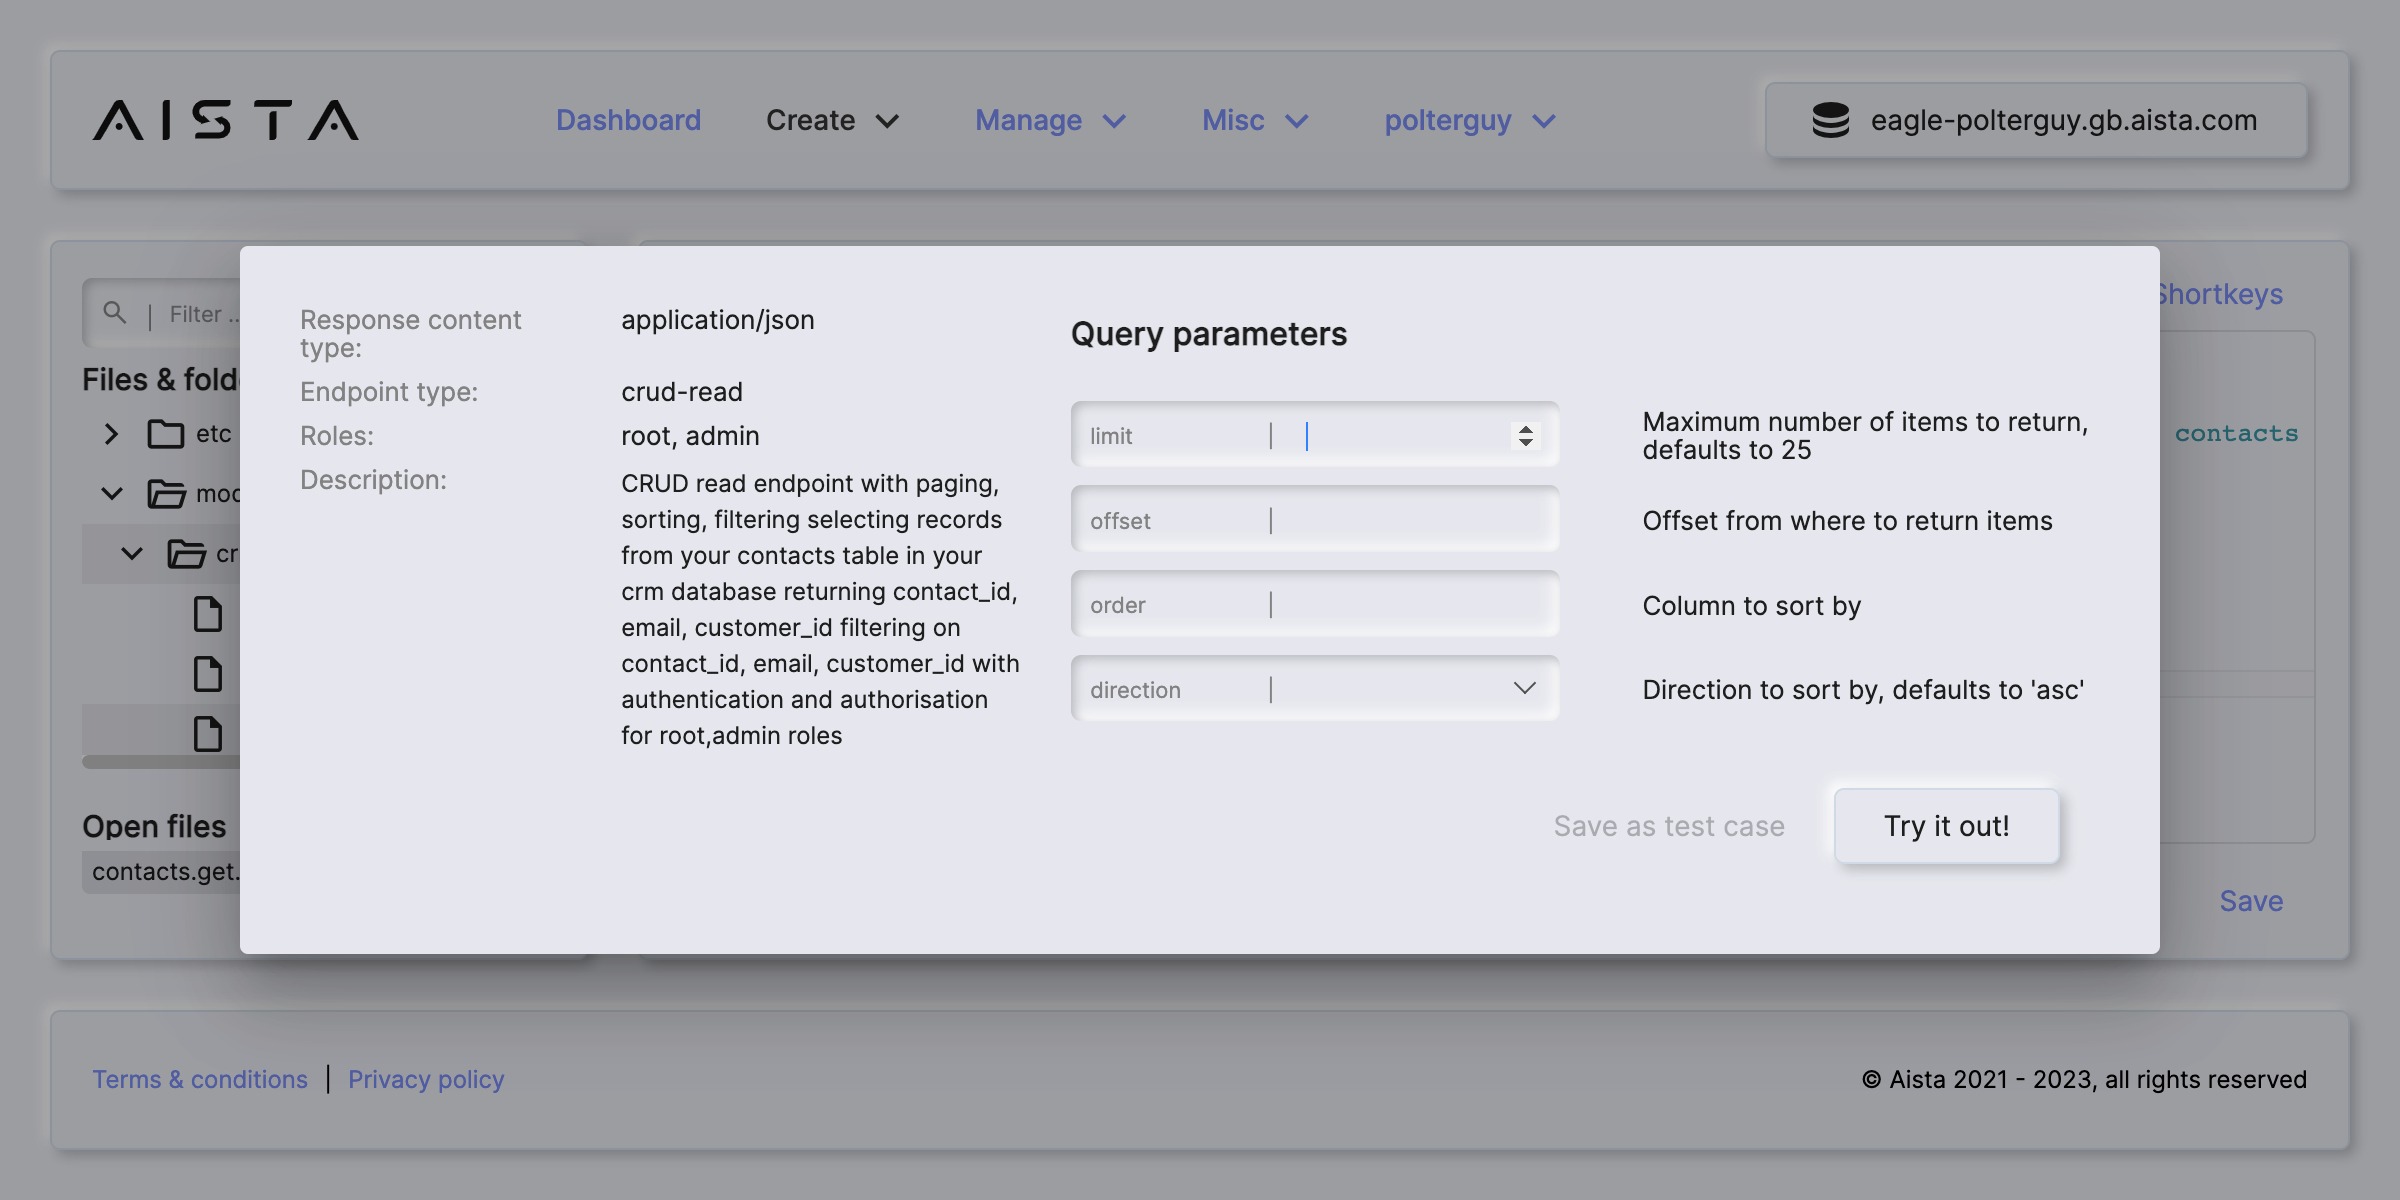 AISTA
Dashboard
Create
Manage
Misc
polterguy
eagle-polterguy.gb.aista.com
Filter ..
Files & fold
etc
mod
cr
Open files
contacts.get.
Response content
type:
application/json
Endpoint type:
crud-read
Roles:
root, admin
Description:
CRUD read endpoint with paging,
sorting, filtering selecting records
from your contacts table in your
crm database returning contact_id,
email, customer_id filtering on
contact_id, email, customer_id with
authentication and authorisation
for root,admin roles
Query parameters
limit
Maximum number of items to return,
defaults to 25
offset
Offset from where to return items
order
Column to sort by
direction
Direction to sort by, defaults to 'asc'
Save as test case
Try it out!
Shortkeys
contacts
Save
Terms & conditions | Privacy policy
© Aista 2021 - 2023, all rights reserved